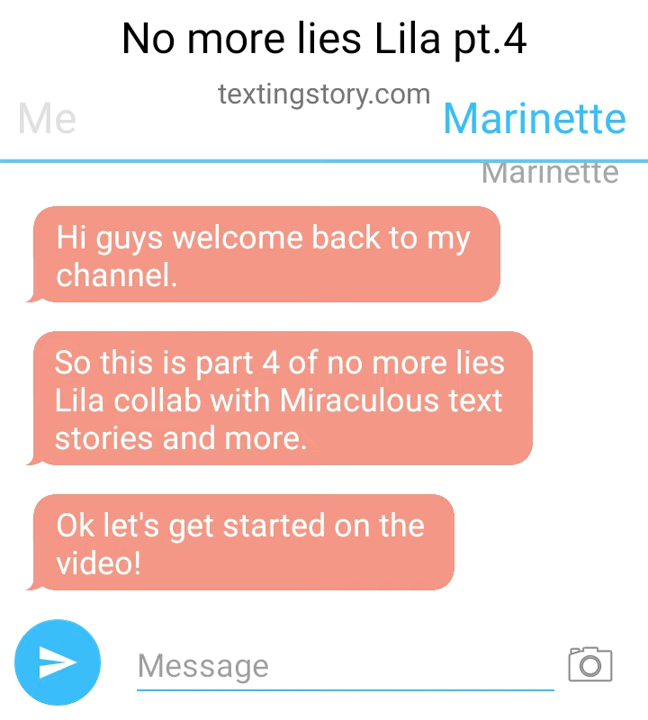 No more lies Lila pt.4
textingstory.com
Me
Marinette
Marinette
Hi guys welcome back to my
channel.
So this is part 4 of no more lies
Lila collab with Miraculous text
stories and more.
Ok let's get started on the
video!
Message